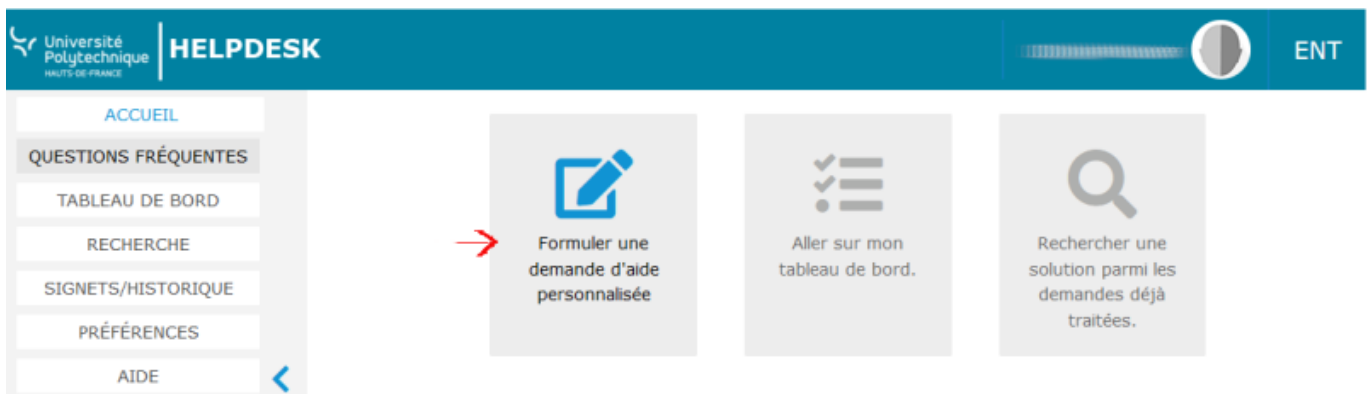 Université
Polytechnique
HAUTS-DE-FRANCE
HELPDESK
ENT
ACCUEIL
QUESTIONS FRÉQUENTES
TABLEAU DE BORD
RECHERCHE
SIGNETS/HISTORIQUE
PRÉFÉRENCES
AIDE
Formuler une
demande d'aide
personnalisée
Aller sur mon
tableau de bord.
Rechercher une
solution parmi les
demandes déjà
traitées.